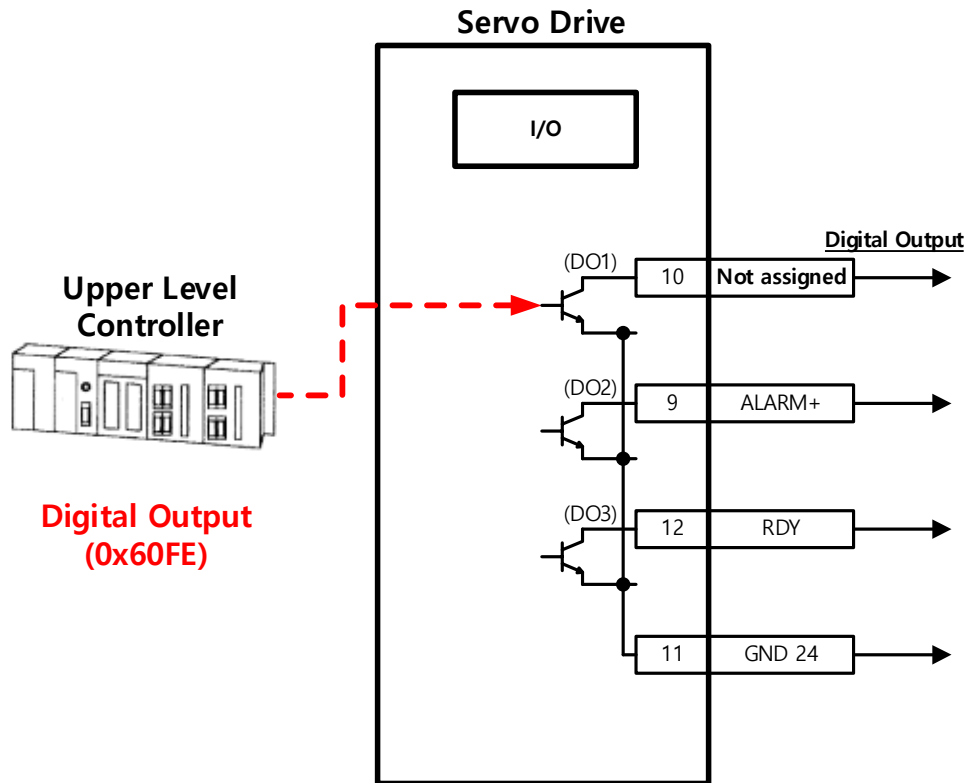 Servo Drive
I/O
Digital Output
(DO1)
10
Not assigned
Upper Level
Controller
(DO2)
9
ALARM+
Digital Output
(0x60FE)
(DO3)
12
RDY
11
GND 24